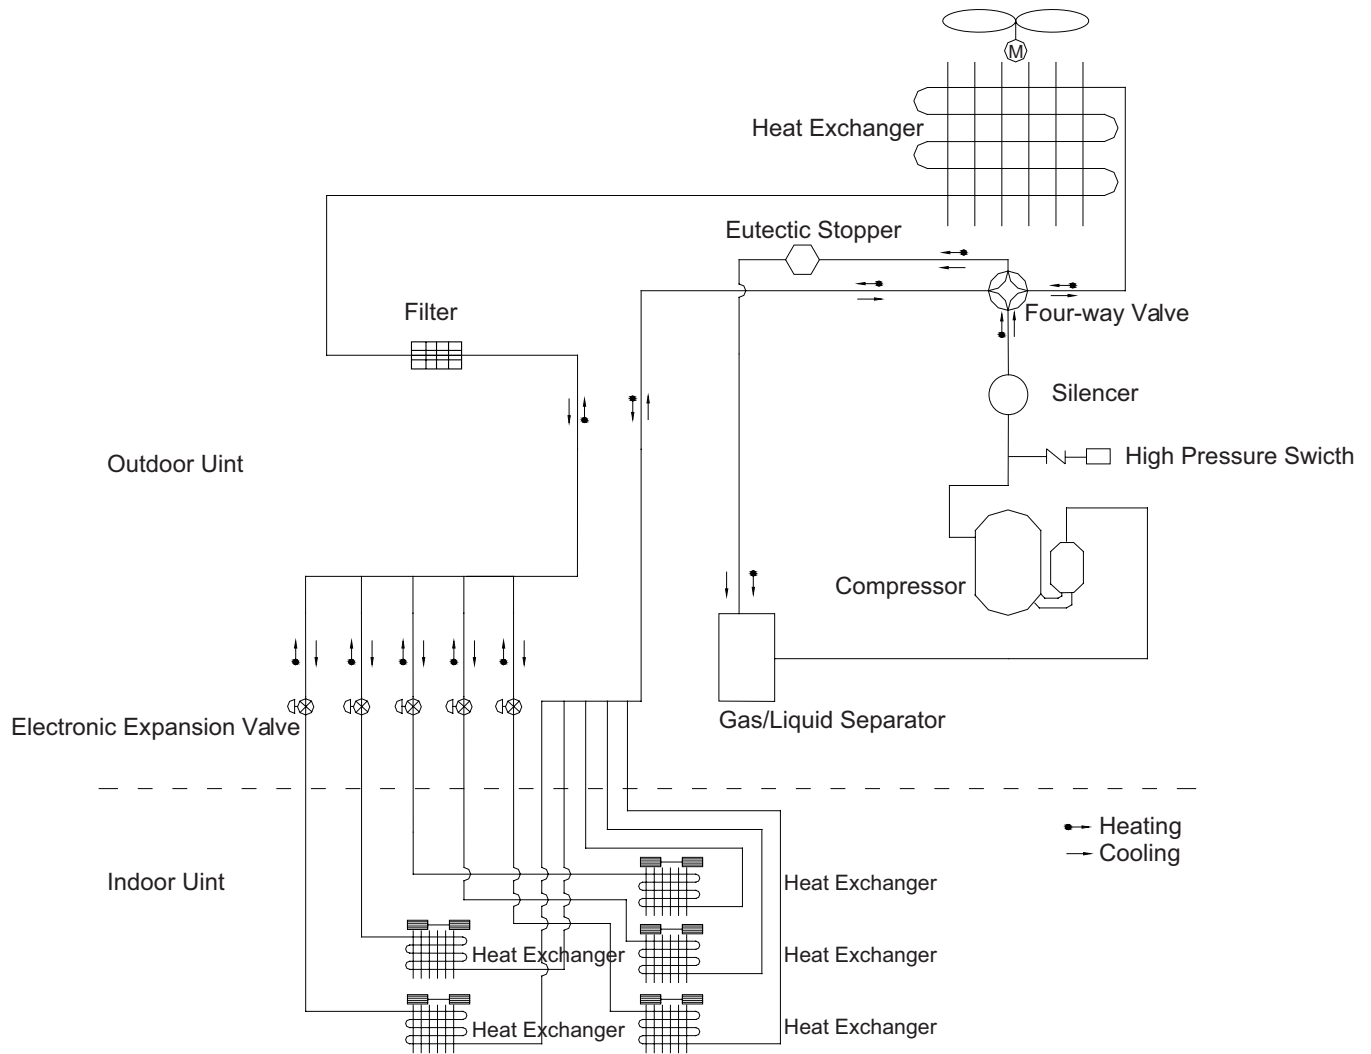 M
Heat Exchanger
Eutectic Stopper
Filter
Four-way Valve
Silencer
Outdoor Uint
High Pressure Swicth
Compressor
Electronic Expansion Valve
Gas/Liquid Separator
Heating
Cooling
Indoor Uint
Heat Exchanger
Heat Exchanger
Heat Exchanger
Heat Exchanger
Heat Exchanger